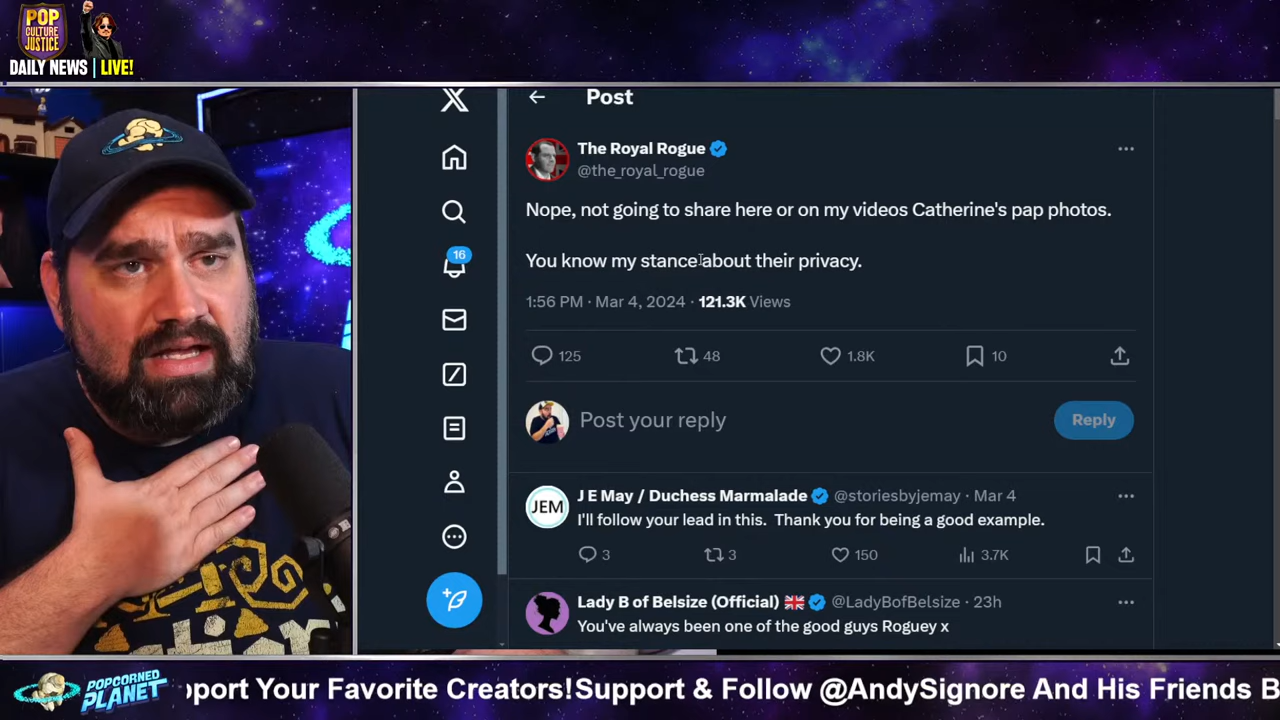 POP
CULTURE
JUSTICE
DAILY NEWS | LIVE!
Post
The Royal Rogue
@the_royal_rogue
Nope, not going to share here or on my videos Catherine's pap photos.
You know my stance about their privacy.
1:56 PM · Mar 4, 2024 · 121.3K Views
125 48 1.8K 10
16
Post your reply
Reply
JEM
J E May / Duchess Marmalade @storiesbyjemay · Mar 4
I'll follow your lead in this. Thank you for being a good example.
3 3 150 3.7K
Lady B of Belsize (Official) @LadyBofBelsize · 23h
You've always been one of the good guys Roguey x
POPCORNED
PLANET
pport Your Favorite Creators!Support & Follow @AndySignore And His Friends B